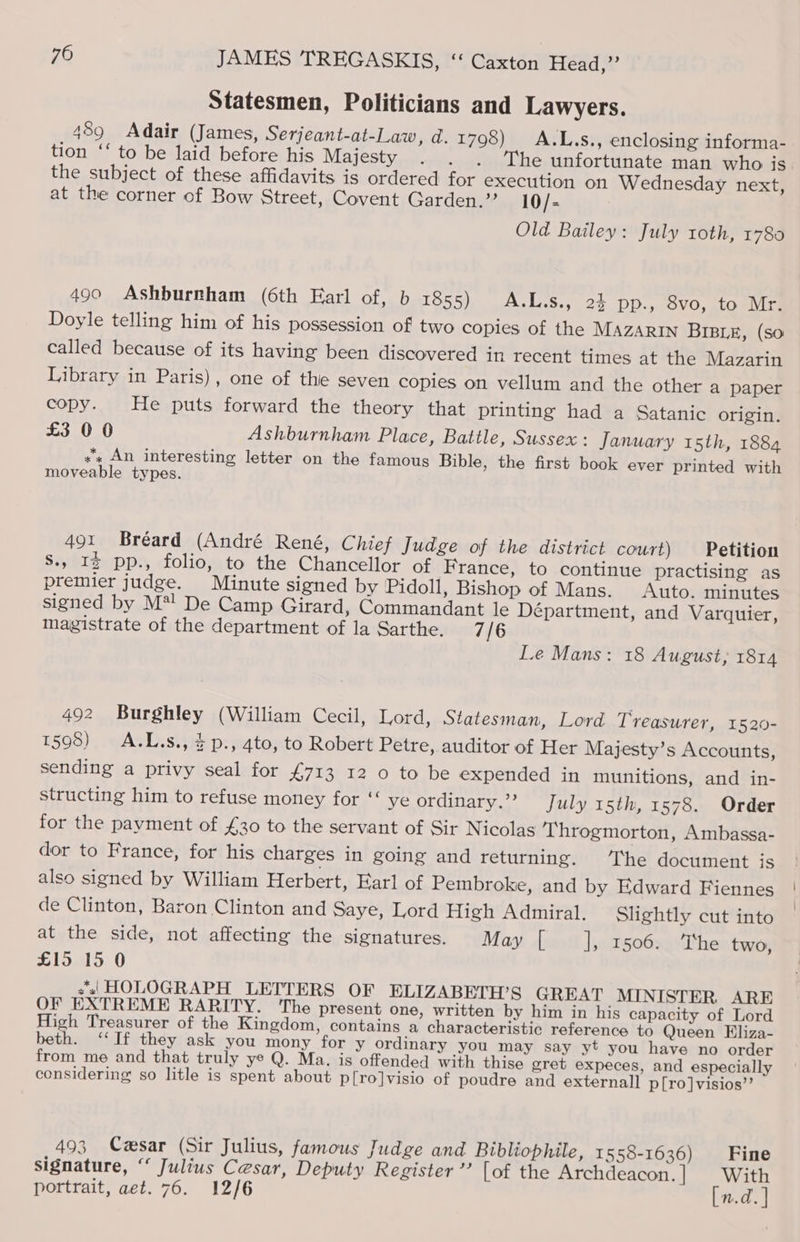 76 JAMES TREGASKIS, “ Caxton Head,”
Statesmen, Politicians and Lawyers.
489 Adair (James, Serjeant-at-Law, d. 1798) A.L.s., enclosing informa-
tion “ to be laid before his Majesty . . . The unfortunate man who is
the subject of these affidavits is ordered for execution on Wednesday next,
at the corner of Bow Street, Covent Garden.” 10/-
Old Bailey: July 10th, 1780
490 Ashburnham (6th Earl of, b 1855) A.L.s., 2½ pp., 8vo, to Mr.
Doyle telling him of his possession of two copies of the MAZARIN BIBLE, (so
called because of its having been discovered in recent times at the Mazarin
Library in Paris), one of the seven copies on vellum and the other a paper
copy. He puts forward the theory that printing had a Satanic origin.
£3 0 0 Ashburnham Place, Battle, Sussex: January 15th, 1884
*** An interesting letter on the famous Bible, the first book ever printed with
moveable types.
491 Bréard (André René, Chief Judge of the district court) Petition
s., 1½ pp., folio, to the Chancellor of France, to continue practising as
premier judge. Minute signed by Pidoll, Bishop of Mans. Auto. minutes
signed by Mal De Camp Girard, Commandant le Département, and Varquier,
magistrate of the department of la Sarthe. 7/6
Le Mans: 18 August, 1814
492 Burghley (William Cecil, Lord, Statesman, Lord Treasurer, 1520-
1598) A.L.s., ½ p., 4to, to Robert Petre, auditor of Her Majesty’s Accounts,
sending a privy seal for £713 12 0 to be expended in munitions, and in-
structing him to refuse money for “ ye ordinary.” July 15th, 1578. Order
for the payment of £30 to the servant of Sir Nicolas Throgmorton, Ambassa-
dor to France, for his charges in going and returning. The document is
also signed by William Herbert, Earl of Pembroke, and by Edward Fiennes
de Clinton, Baron Clinton and Saye, Lord High Admiral. Slightly cut into
at the side, not affecting the signatures. May [ ], 1506. The two,
£15 15 0
*** HOLOGRAPH LETTERS OF ELIZABETH’S GREAT MINISTER ARE
OF EXTREME RARITY. The present one, written by him in his capacity of Lord
High Treasurer of the Kingdom, contains a characteristic reference to Queen Eliza-
beth. “If they ask you mony for y ordinary you may say yt you have no order
from me and that truly ye Q. Ma. is offended with thise gret expeces, and especially
considering so litle is spent about p[ro]visio of poudre and externall p[ro]visios”
493 Cæsar (Sir Julius, famous Judge and Bibliophile, 1558-1636) Fine
signature, “ Julius Cæsar, Deputy Register ” [of the Archdeacon.] With
portrait, aet. 76. 12/6 [n.d.]